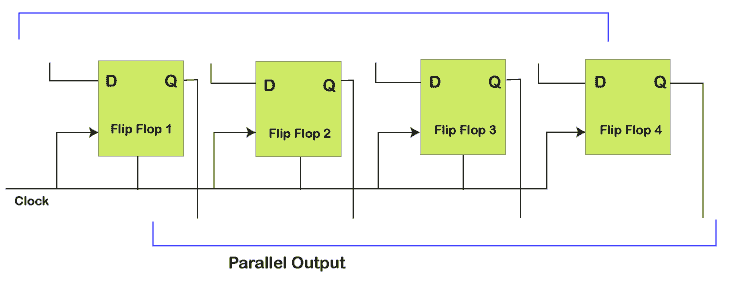 D Q
Flip Flop 1
D Q
Flip Flop 2
D Q
Flip Flop 3
D Q
Flip Flop 4
Clock
Parallel Output